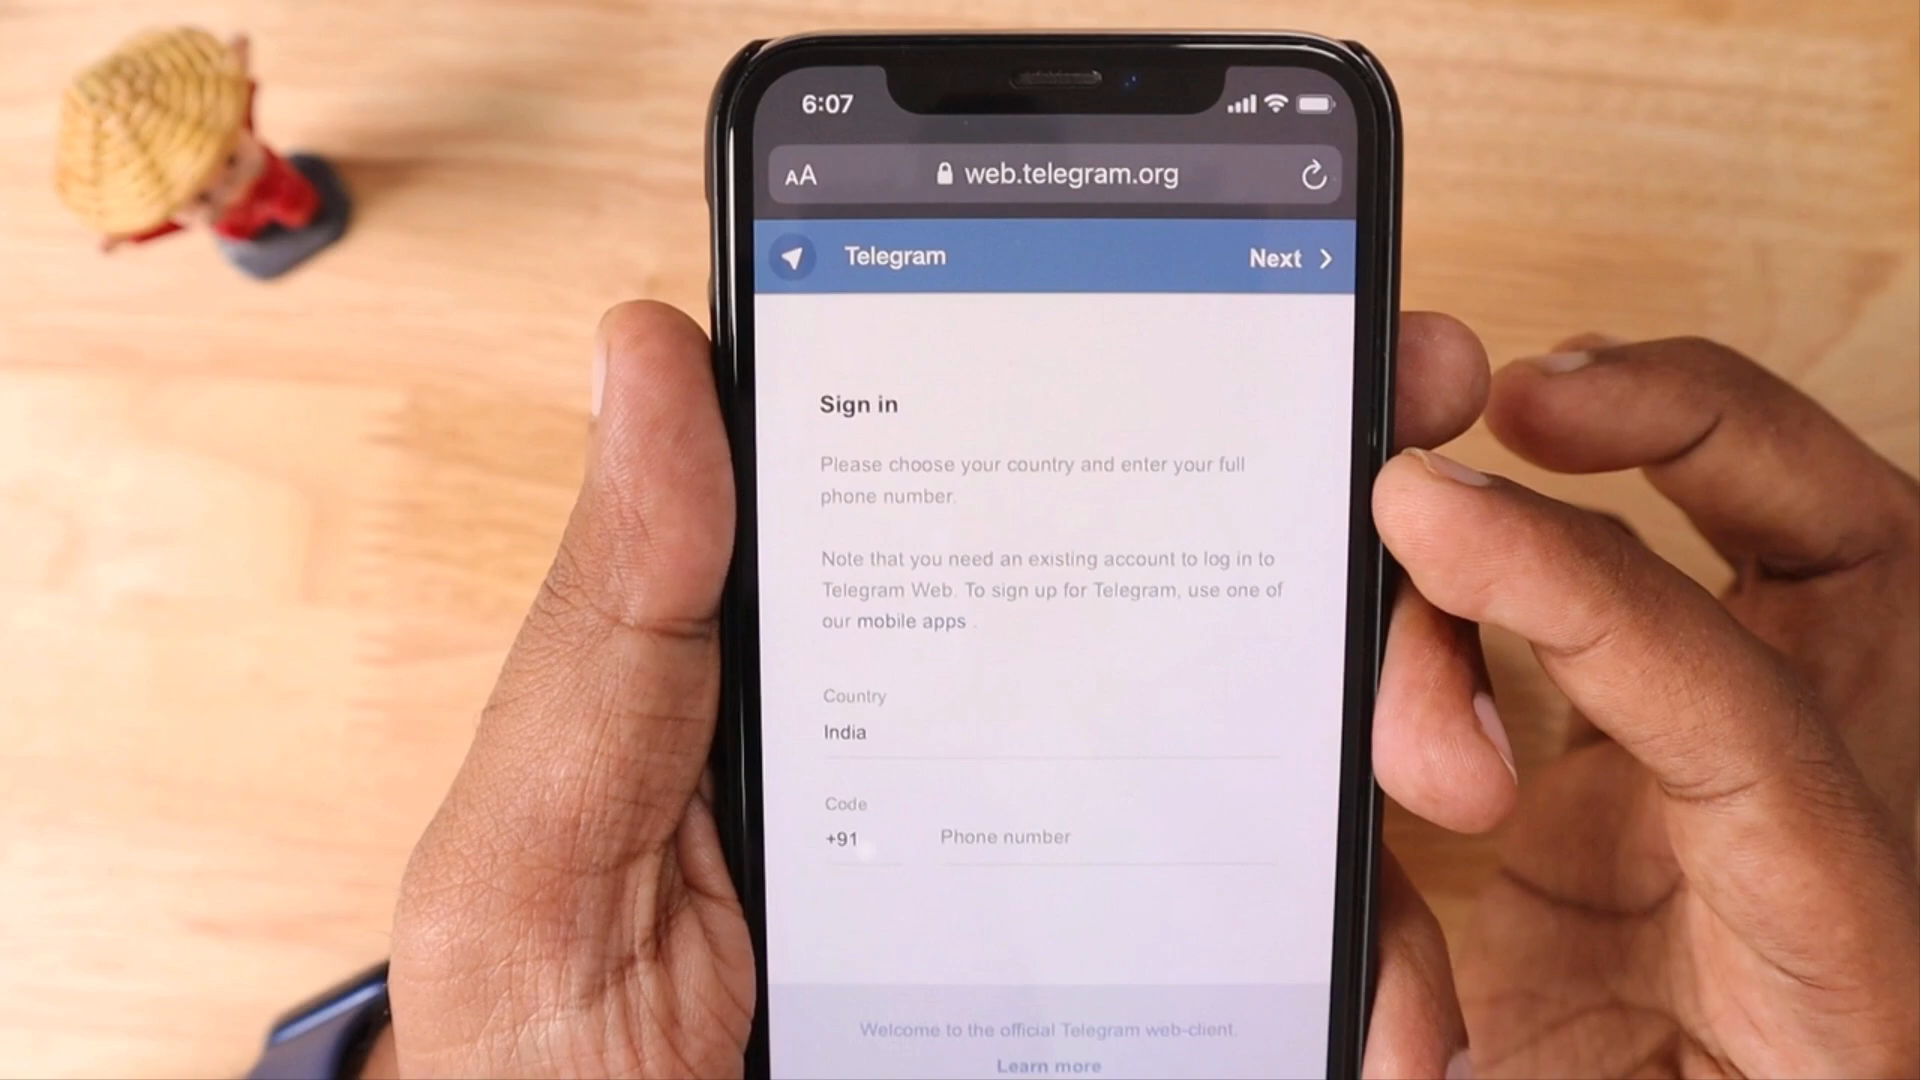 6:07
AA web.telegram.org
Telegram Next
Sign in
Please choose your country and enter your full
phone number.
Note that you need an existing account to log in to
Telegram Web. To sign up for Telegram, use one of
our mobile apps .
Country
India
Code
+91 Phone number
Welcome to the official Telegram web-client.
Learn more